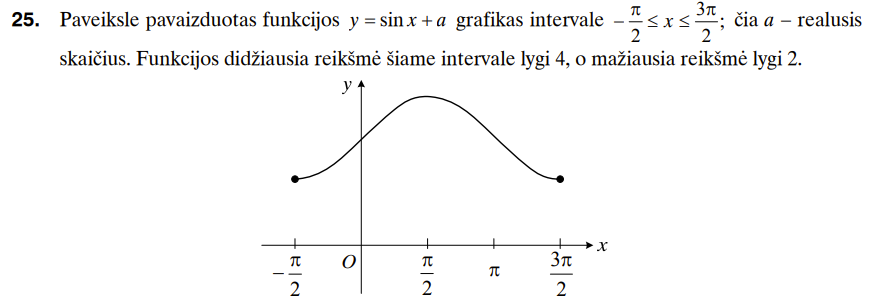 25. Paveiksle pavaizduotas funkcijos y = sin x + a grafikas intervale −π/2 ≤ x ≤ 3π/2; čia a – realusis
skaičius. Funkcijos didžiausia reikšmė šiame intervale lygi 4, o mažiausia reikšmė lygi 2.
y
x
−π/2 O π/2 π 3π/2